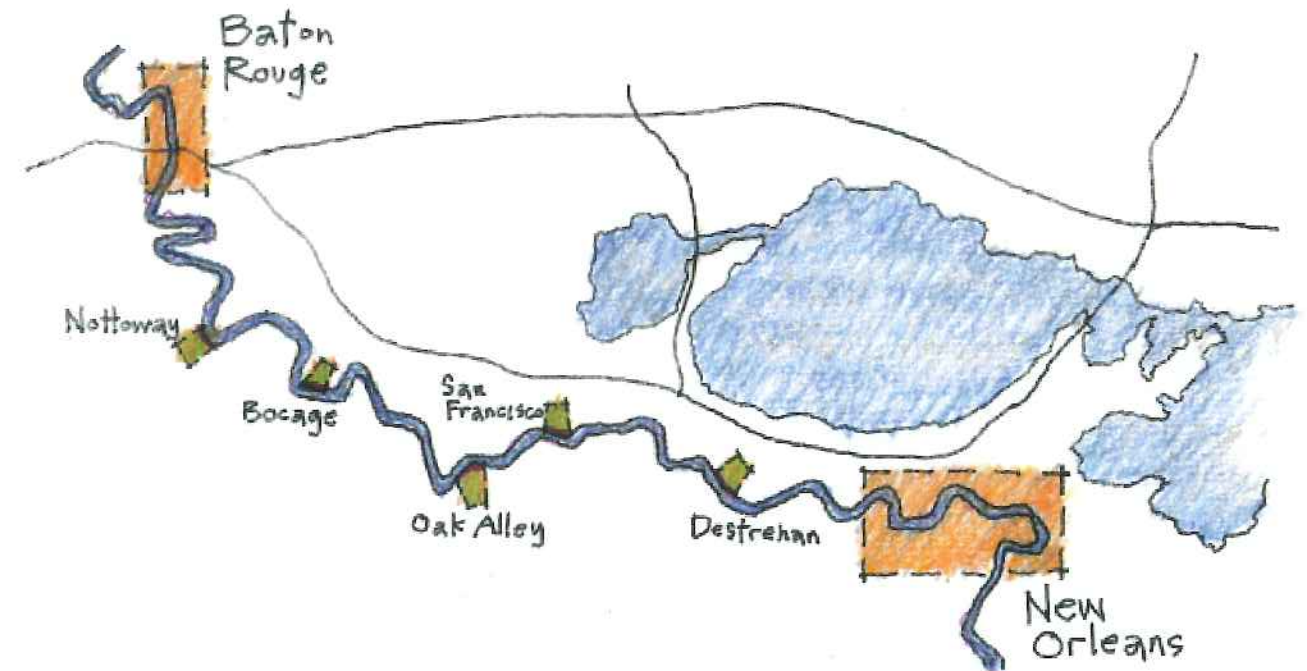 Baton
Rouge
Nottoway
Bocage
San
Francisco
Oak Alley
Destrehan
New
Orleans